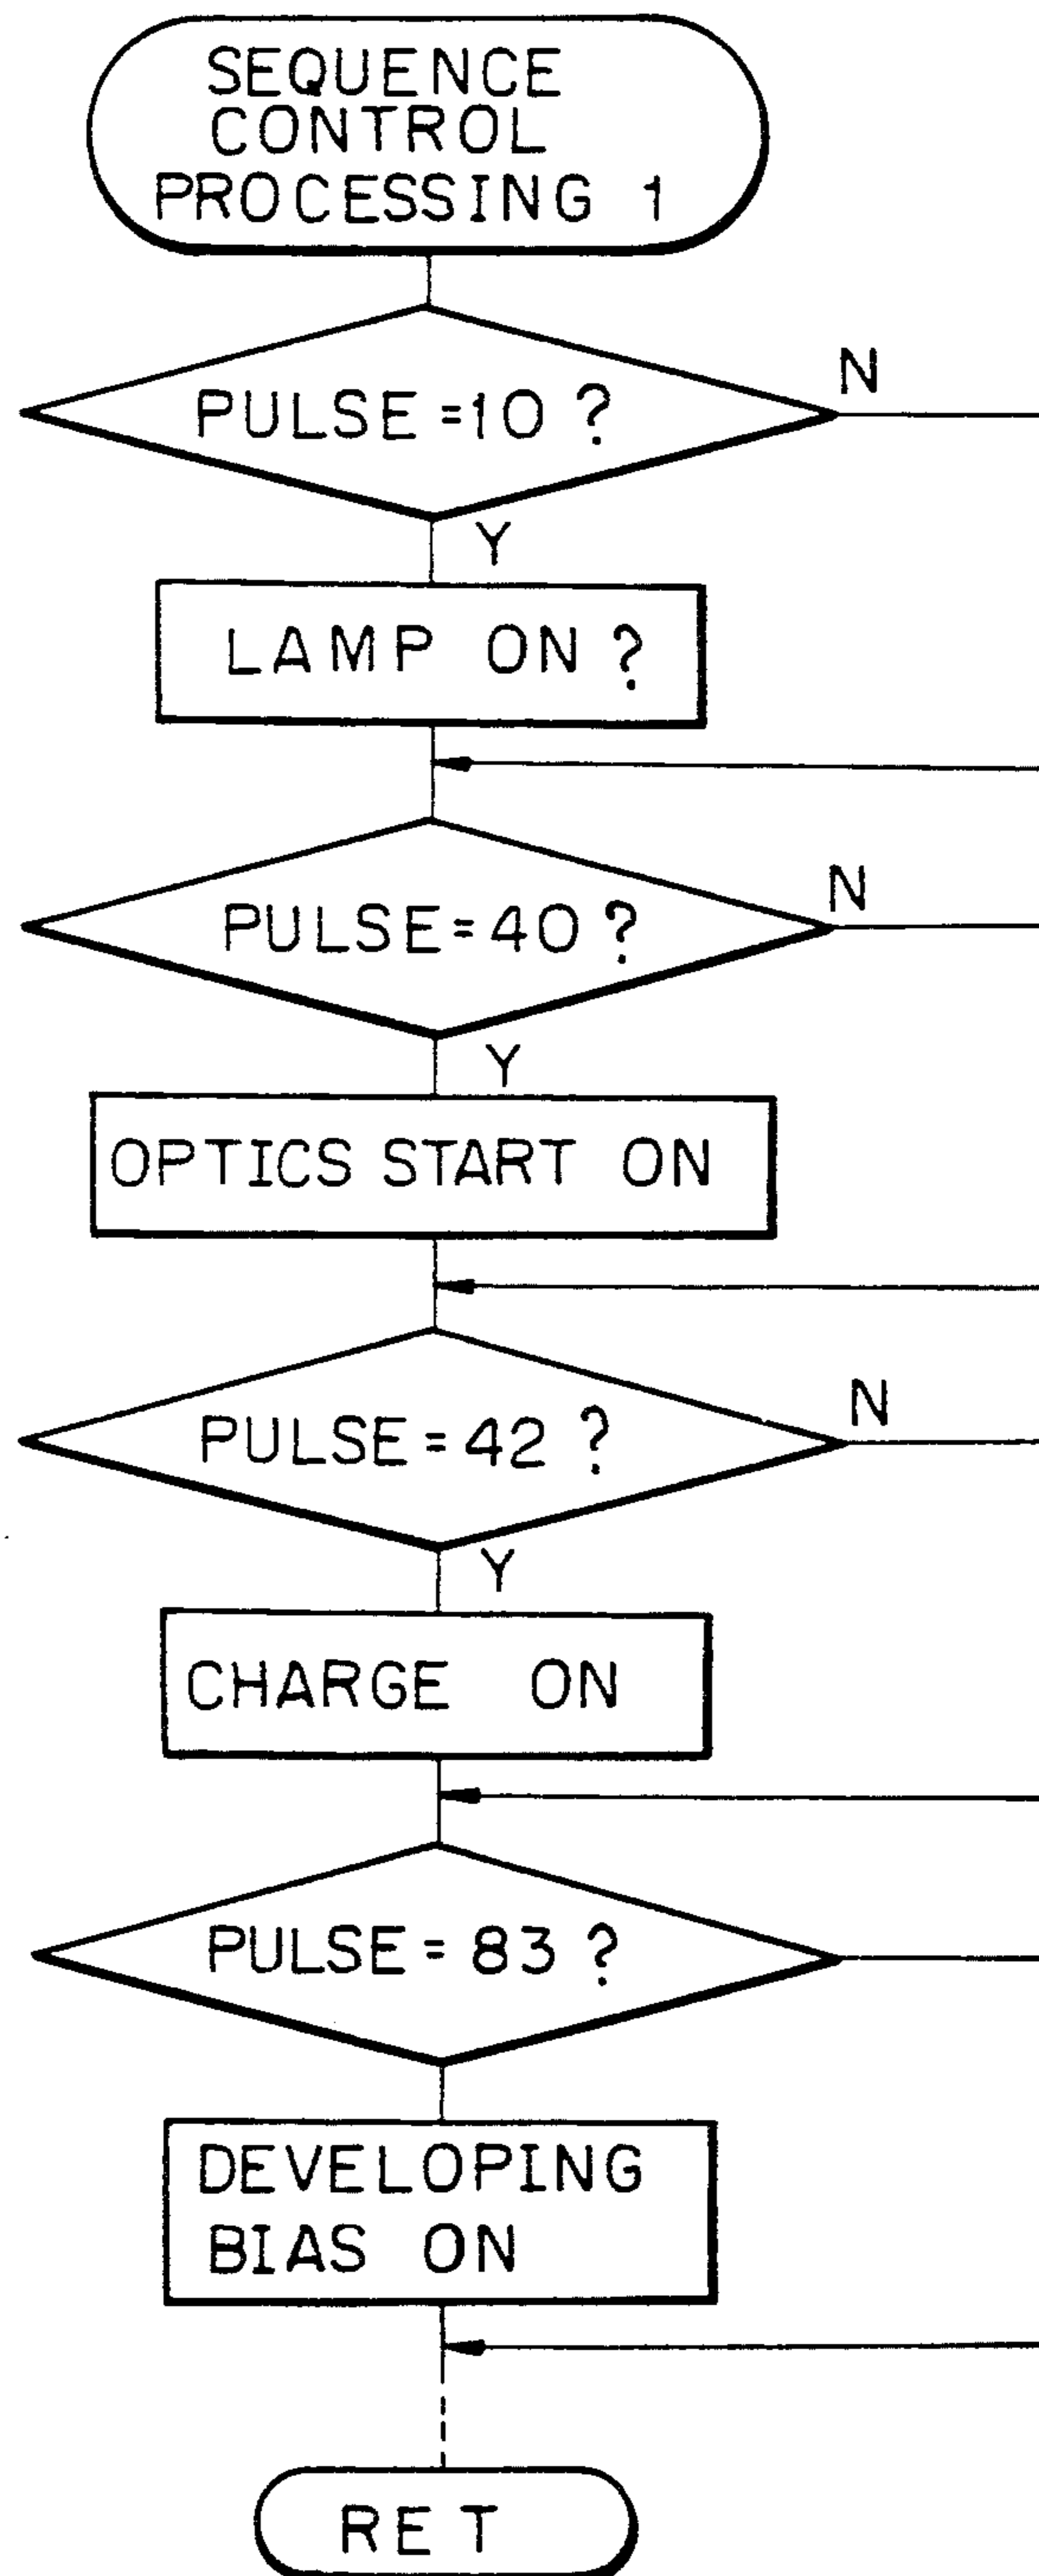 SEQUENCE
CONTROL
PROCESSING 1
PULSE=10?
N
Y
LAMP ON?
PULSE=40?
N
Y
OPTICS START ON
PULSE=42?
N
Y
CHARGE ON
PULSE=83?
DEVELOPING
BIAS ON
RET